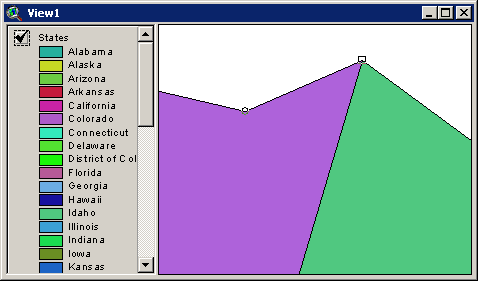 View1
States
Alabama
Alaska
Arizona
Arkansas
California
Colorado
Connecticut
Delaware
District of Col
Florida
Georgia
Hawaii
Idaho
Illinois
Indiana
Iowa
Kansas